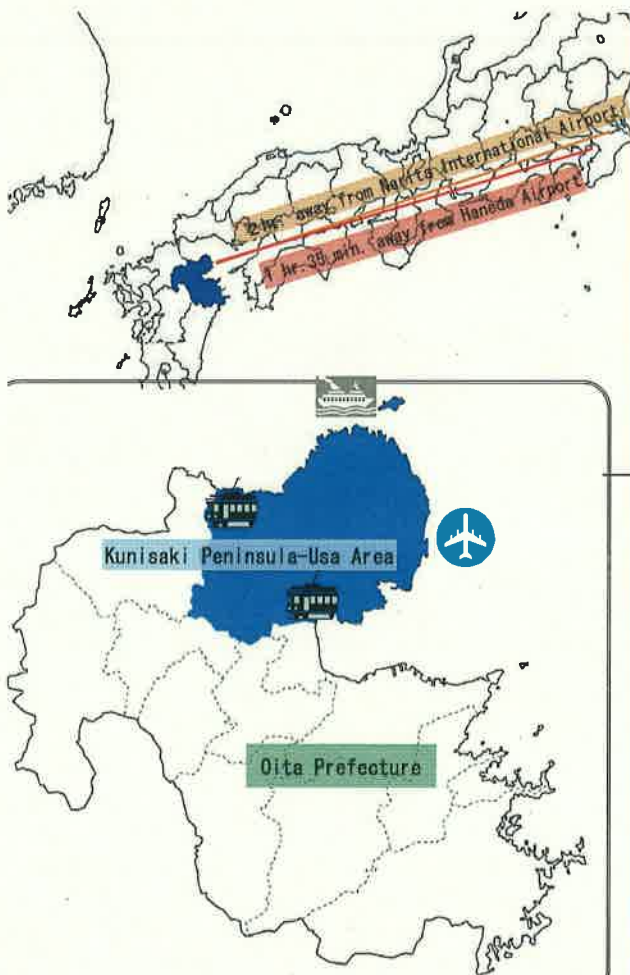 2 hr. away from Narita International Airport
1 hr. 35 min. away from Haneda Airport
Kunisaki Peninsula-Usa Area
Oita Prefecture